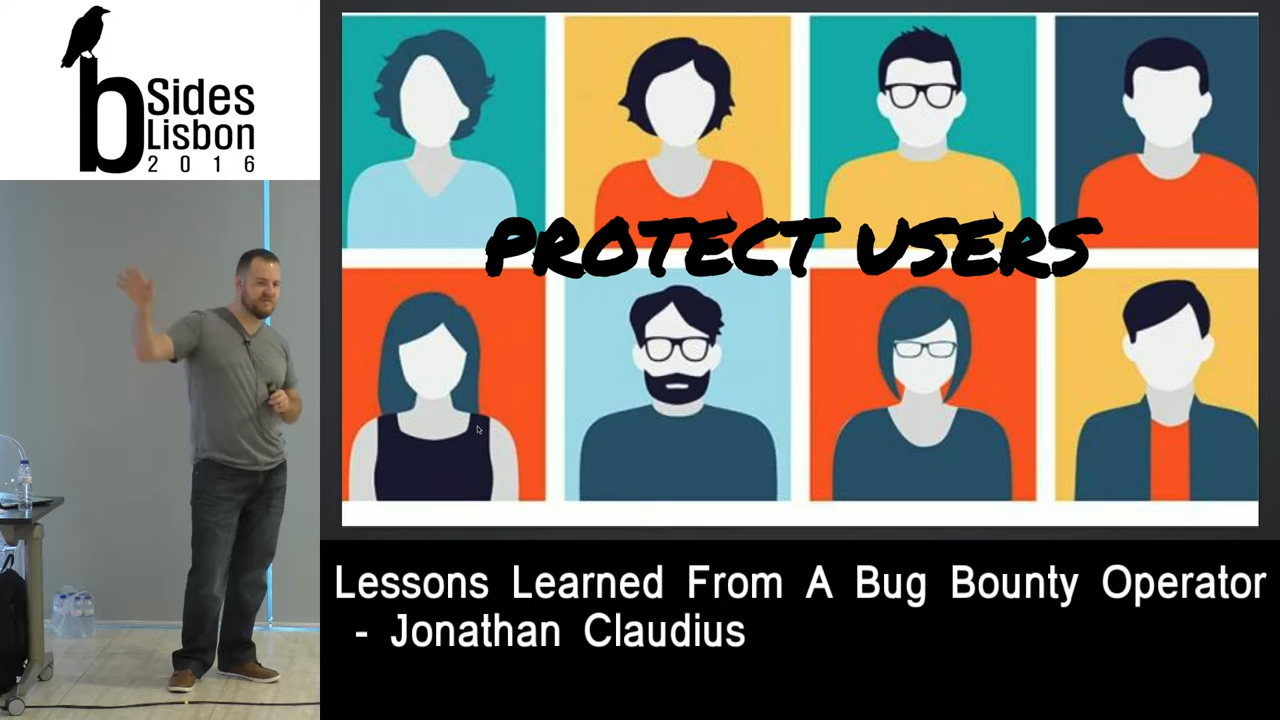 b Sides
Lisbon
2016
PROTECT USERS
Lessons Learned From A Bug Bounty Operator
- Jonathan Claudius